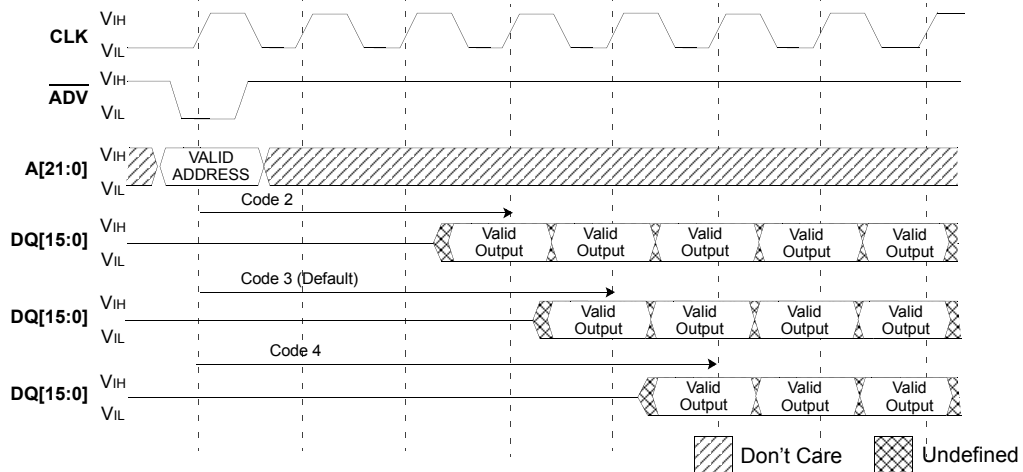 VIH
CLK
VIL
VIH
ADV
VIL
VIH
A[21:0]
VIL
VALID
ADDRESS
Code 2
VIH
DQ[15:0]
VIL
Valid Output Valid Output Valid Output Valid Output Valid Output
Code 3 (Default)
VIH
DQ[15:0]
VIL
Valid Output Valid Output Valid Output Valid Output
Code 4
VIH
DQ[15:0]
VIL
Valid Output Valid Output Valid Output
Don't Care
Undefined